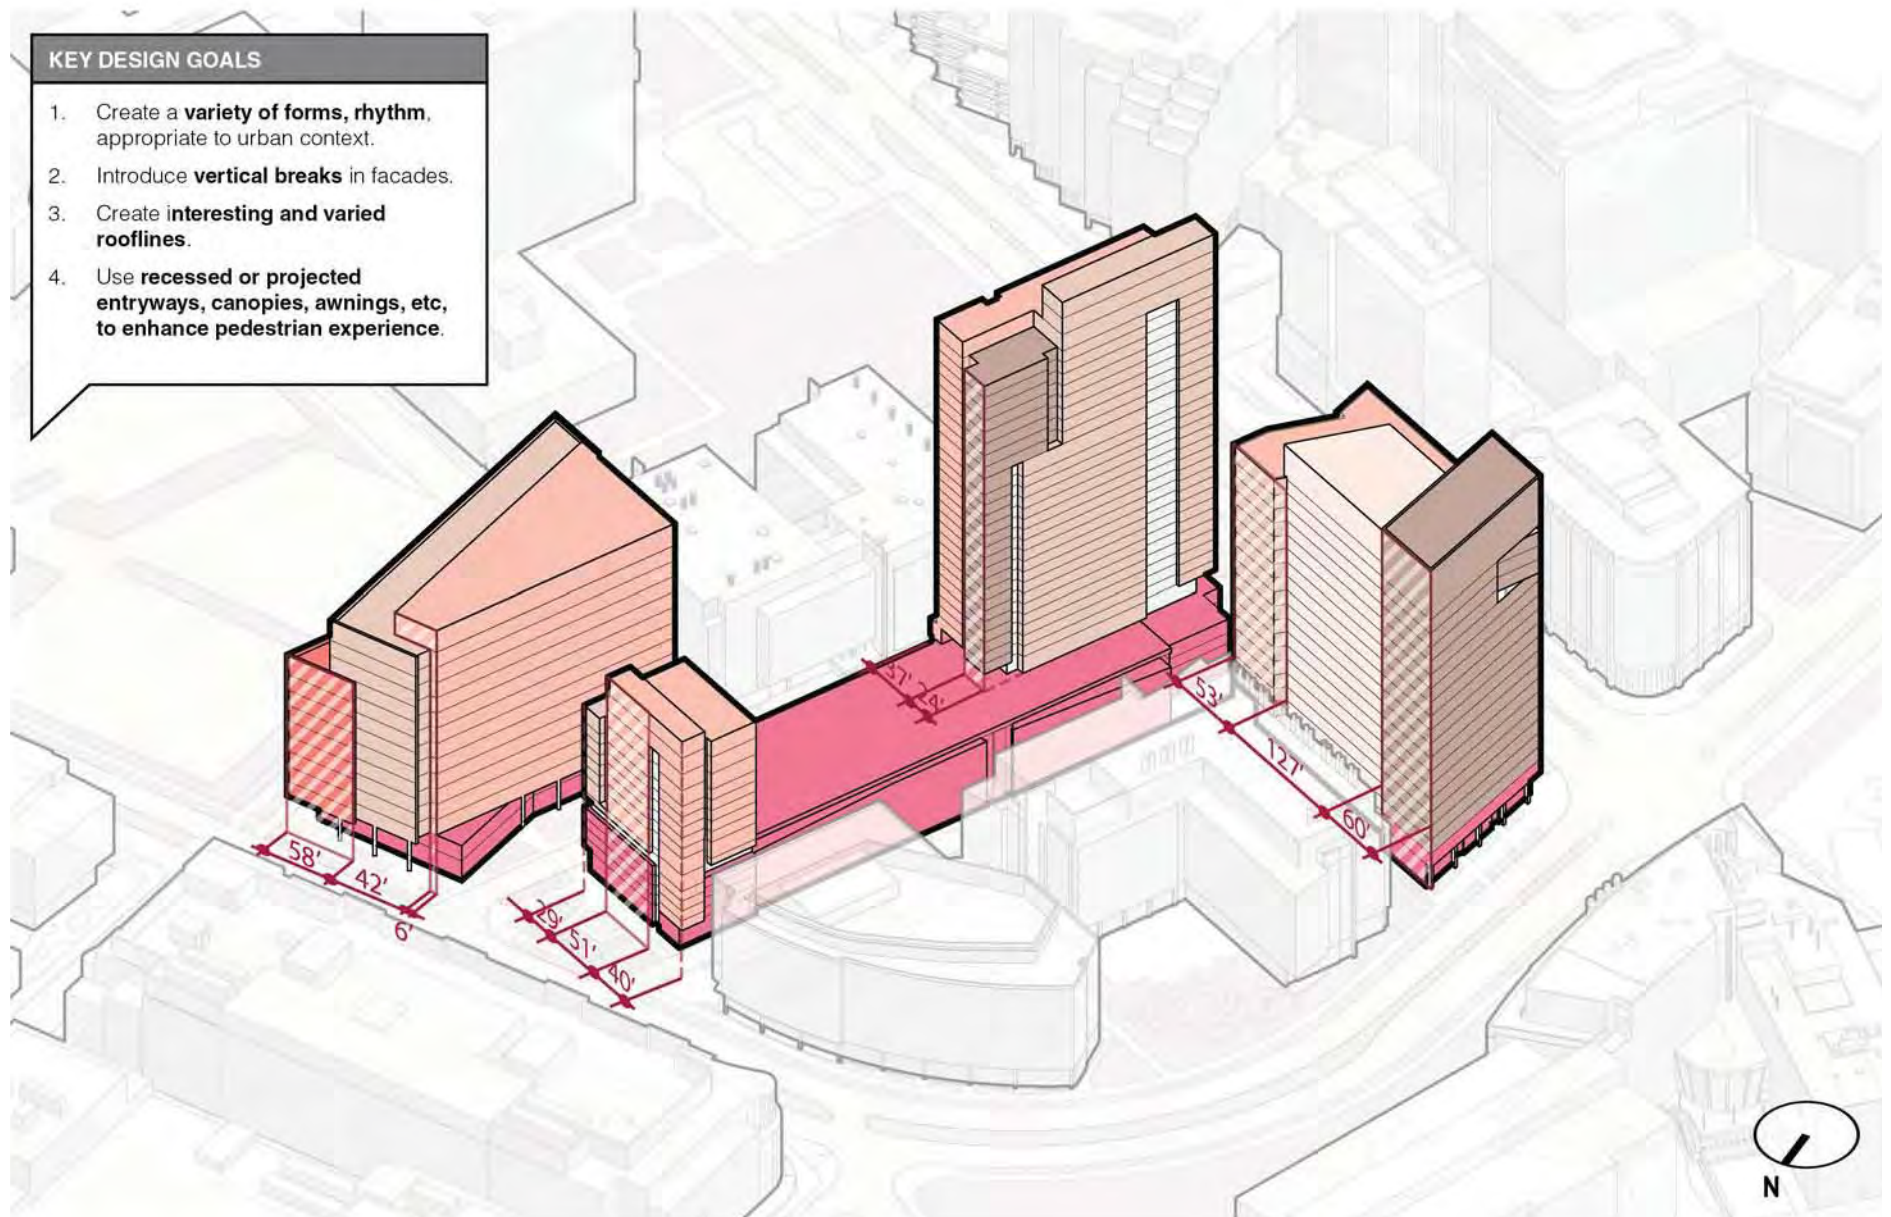 KEY DESIGN GOALS
1. Create a variety of forms, rhythm,
appropriate to urban context.
2. Introduce vertical breaks in facades.
3. Create interesting and varied
rooflines.
4. Use recessed or projected
entryways, canopies, awnings, etc,
to enhance pedestrian experience.
37' 24'
53'
127'
60'
58'
42'
6'
29'
51'
40'
N